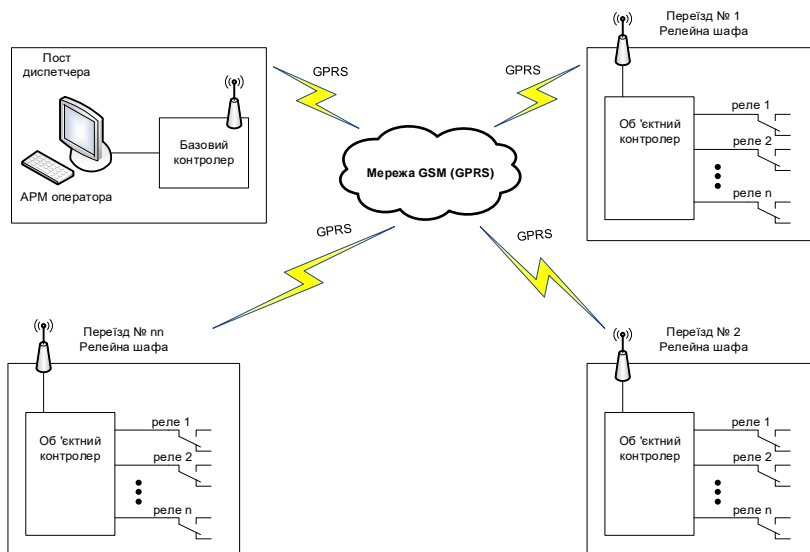 Пост
диспетчера
Базовий
контролер
АРМ оператора
GPRS
GPRS
Мережа GSM (GPRS)
GPRS
GPRS
Переїзд № 1
Релейна шафа
Об 'єктний
контролер
реле 1
реле 2
реле n
Переїзд № nn
Релейна шафа
Об 'єктний
контролер
реле 1
реле 2
реле n
Переїзд № 2
Релейна шафа
Об 'єктний
контролер
реле 1
реле 2
реле n